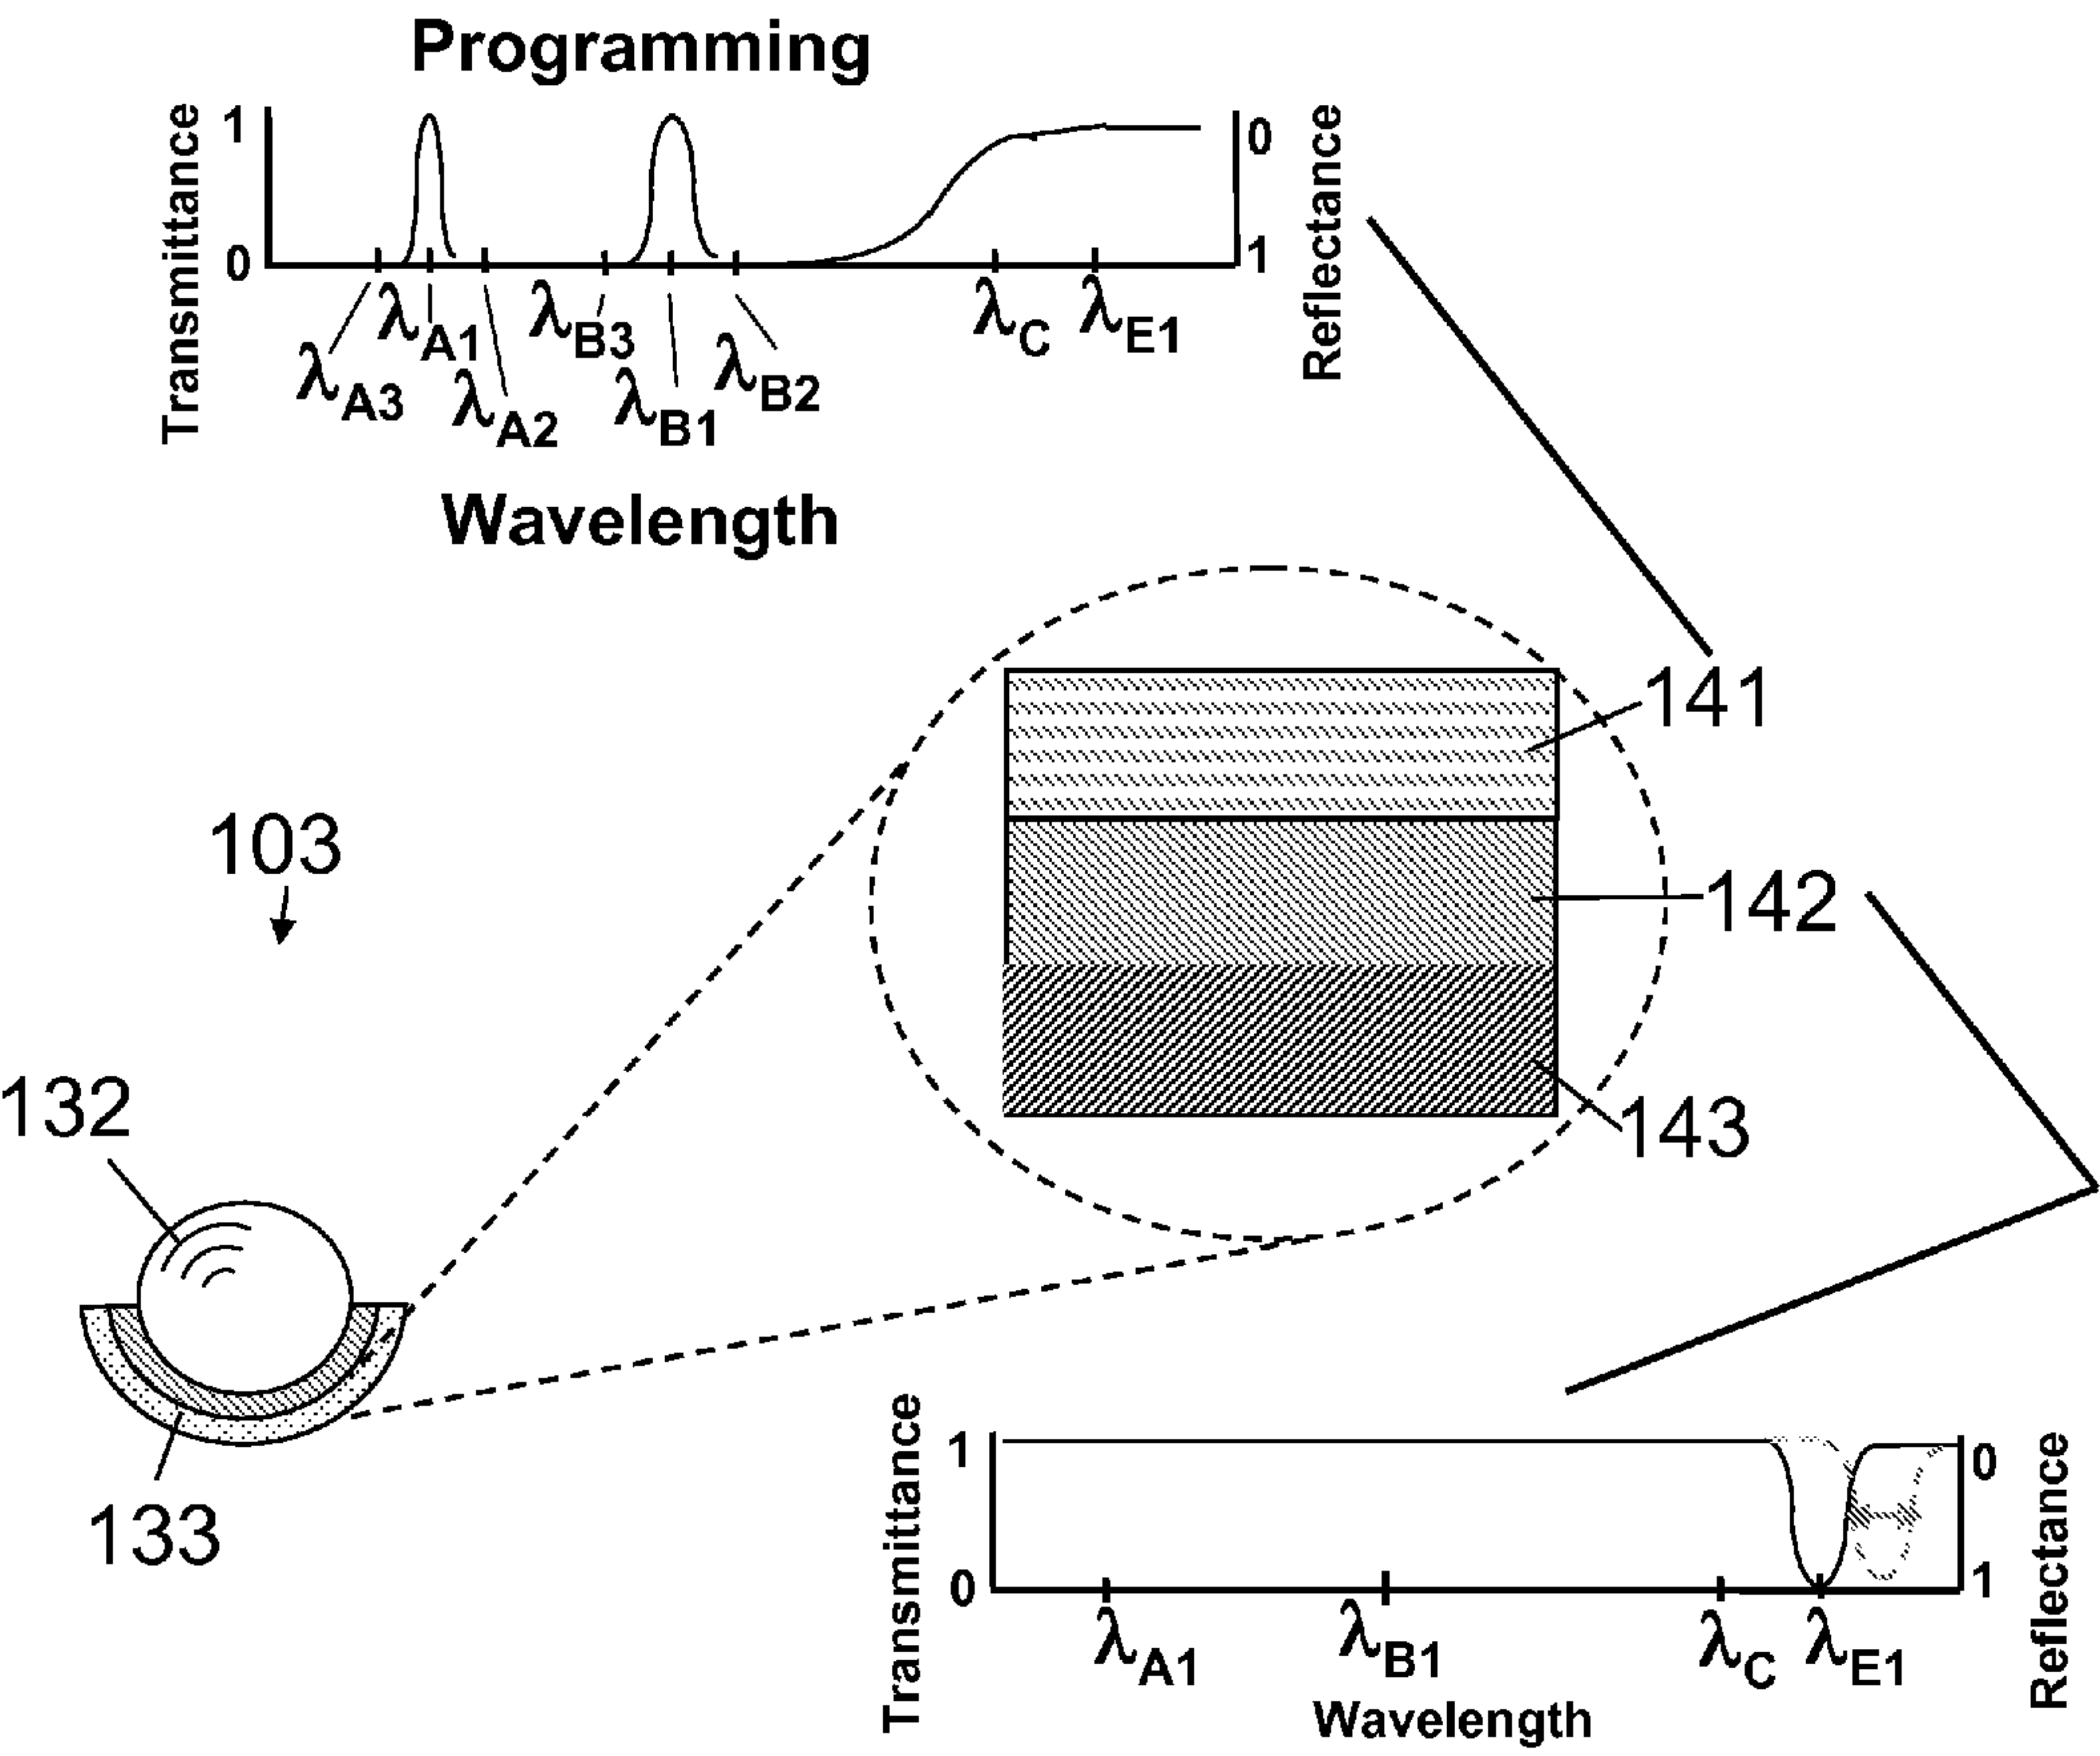 Programming
Transmittance
1
0
0
1
Reflectance
λA3
λA1
λA2
λB3
λB1
λB2
λC
λE1
Wavelength
141
142
143
103
132
133
Transmittance
1
0
0
1
Reflectance
λA1
λB1
λC
λE1
Wavelength